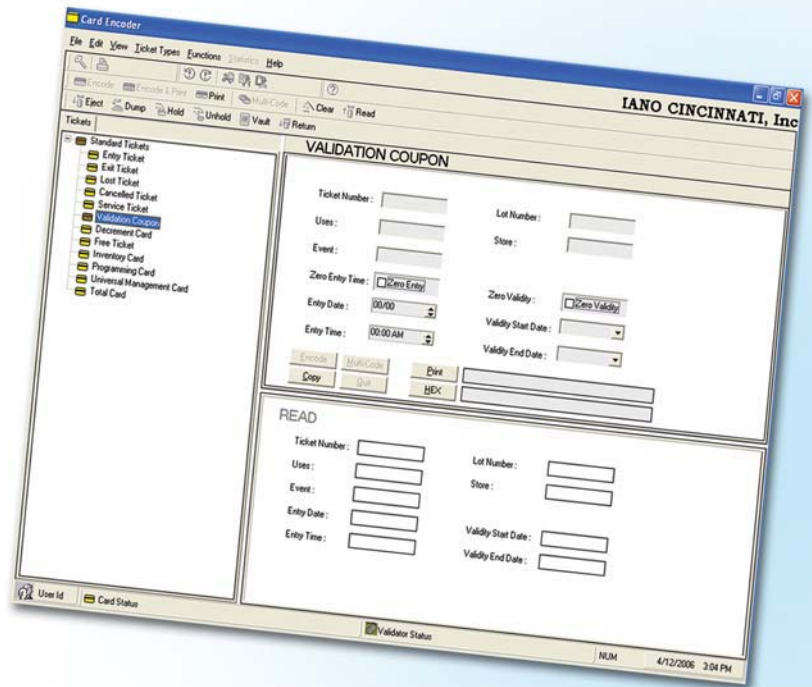 Card Encoder
File Edit View Ticket Types Functions Statistics Help
Encode Encode & Print Print Multi-Code Clear Read
IANO CINCINNATI, Inc
Eject Dump Hold Unhold Vault Return
Tickets
Standard Tickets
Entry Ticket
Exit Ticket
Lost Ticket
Cancelled Ticket
Service Ticket
Validation Coupon
Decrement Card
Free Ticket
Inventory Card
Programming Card
Universal Management Card
Total Card
VALIDATION COUPON
Ticket Number :
Lot Number :
Uses :
Store :
Event :
Zero Entry Time : Zero Entry
Zero Validity : Zero Validity
Entry Date : 00/00
Validity Start Date :
Entry Time : 00:00 AM
Validity End Date :
Encode Multi-Code Print
Copy Quit HEX
READ
Ticket Number :
Lot Number :
Uses :
Store :
Event :
Entry Date :
Validity Start Date :
Entry Time :
Validity End Date :
User Id Card Status Validator Status NUM 4/12/2006 3:04 PM